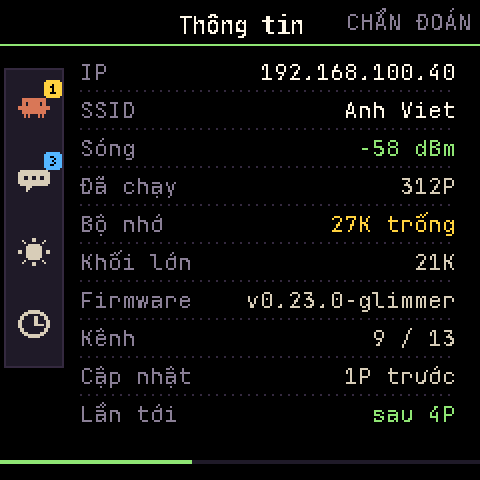 Thông tin
CHẨN ĐOÁN
IP 192.168.100.40
SSID Anh Viet
Sóng -58 dBm
Đã chạy 312P
Bộ nhớ 27K trống
Khối lớn 21K
Firmware v0.23.0-glimmer
Kênh 9 / 13
Cập nhật 1P trước
Lần tới sau 4P
1
3